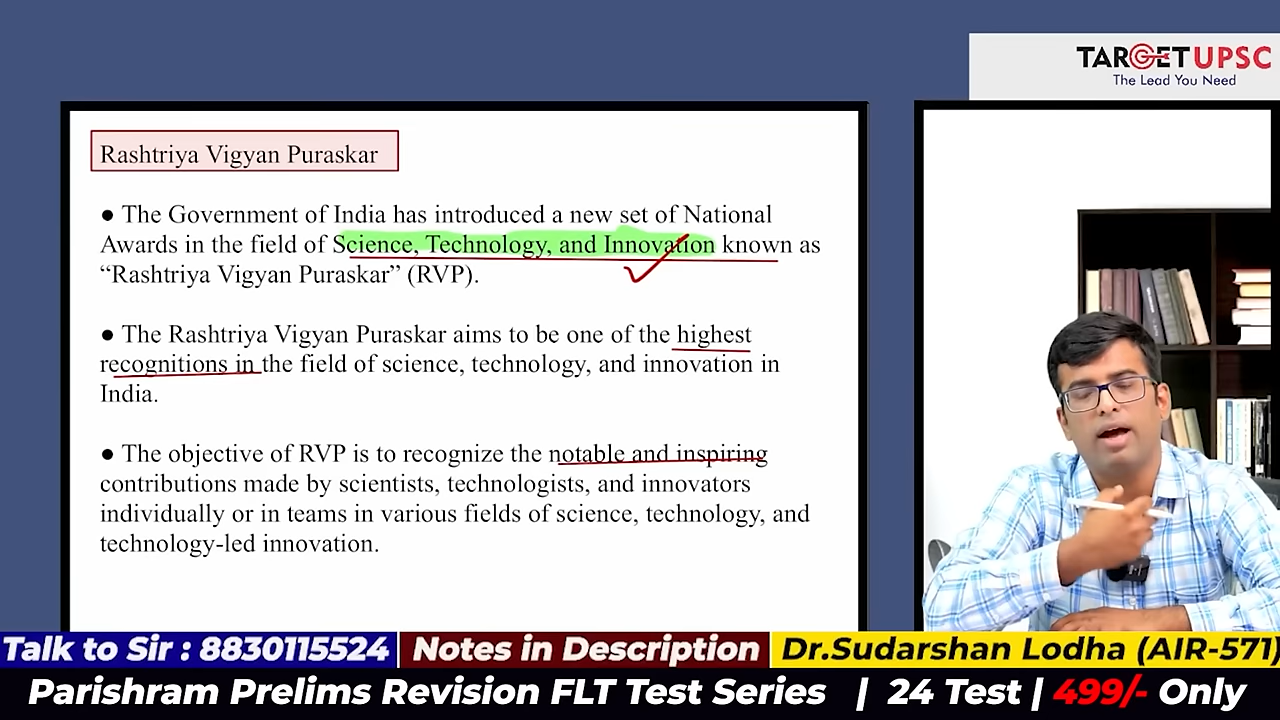 TARGET UPSC
The Lead You Need
Rashtriya Vigyan Puraskar
● The Government of India has introduced a new set of National
Awards in the field of Science, Technology, and Innovation known as
“Rashtriya Vigyan Puraskar” (RVP).
● The Rashtriya Vigyan Puraskar aims to be one of the highest
recognitions in the field of science, technology, and innovation in
India.
● The objective of RVP is to recognize the notable and inspiring
contributions made by scientists, technologists, and innovators
individually or in teams in various fields of science, technology, and
technology-led innovation.
Talk to Sir : 8830115524
Notes in Description
Dr.Sudarshan Lodha (AIR-571)
Parishram Prelims Revision FLT Test Series | 24 Test | 499/- Only